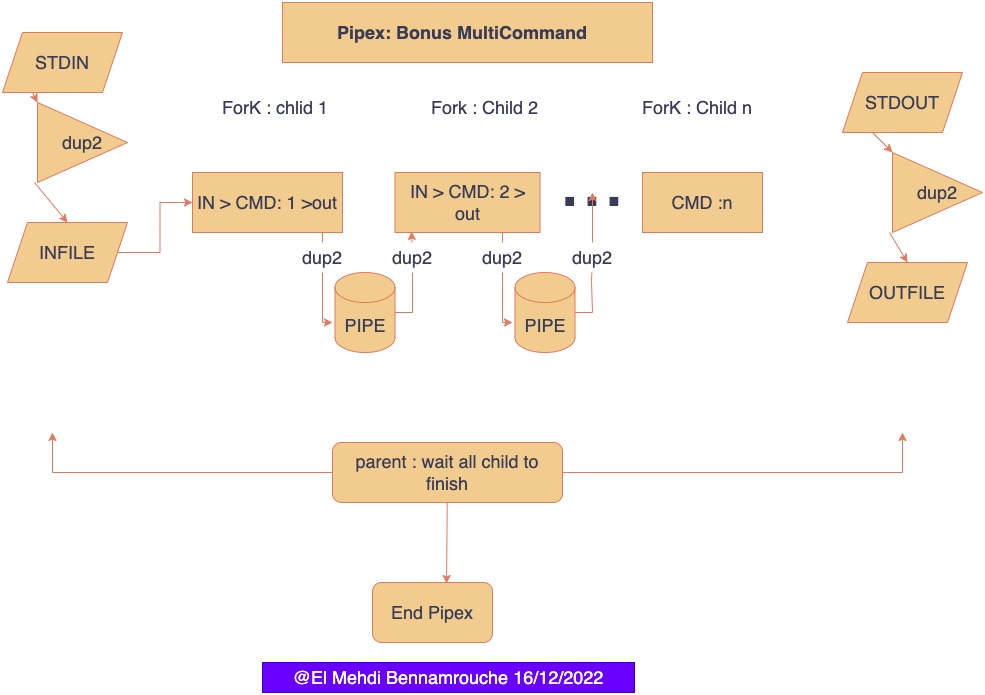 Pipex: Bonus MultiCommand
STDIN
dup2
INFILE
ForK : chlid 1
Fork : Child 2
ForK : Child n
IN > CMD: 1 >out
IN > CMD: 2 >
out
CMD :n
dup2
dup2
dup2
dup2
PIPE
PIPE
STDOUT
dup2
OUTFILE
parent : wait all child to
finish
End Pipex
@El Mehdi Bennamrouche 16/12/2022